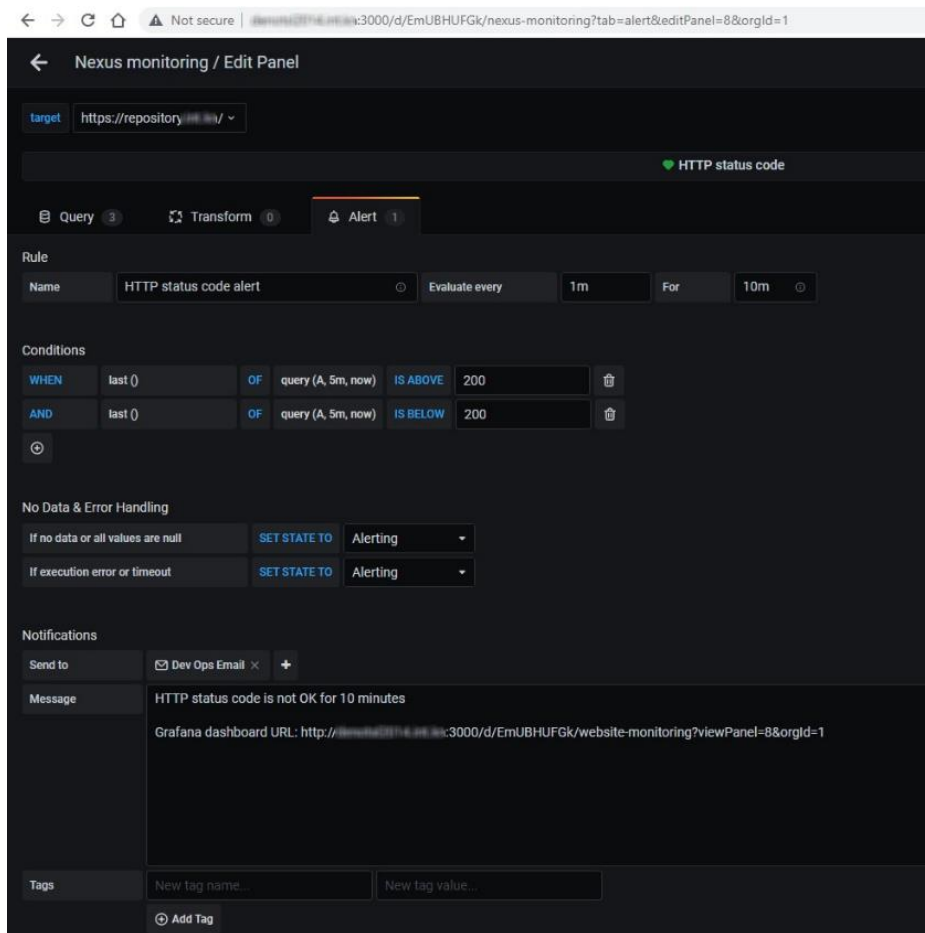 Not secure :3000/d/EmUBHUFGk/nexus-monitoring?tab=alert&editPanel=8&orgId=1
Nexus monitoring / Edit Panel
target https://repository /
HTTP status code
Query 3 Transform 0 Alert 1
Rule
Name HTTP status code alert Evaluate every 1m For 10m
Conditions
WHEN last () OF query (A, 5m, now) IS ABOVE 200
AND last () OF query (A, 5m, now) IS BELOW 200
No Data & Error Handling
If no data or all values are null SET STATE TO Alerting
If execution error or timeout SET STATE TO Alerting
Notifications
Send to Dev Ops Email
Message HTTP status code is not OK for 10 minutes
Grafana dashboard URL: http:// :3000/d/EmUBHUFGk/website-monitoring?viewPanel=8&orgId=1
Tags New tag name... New tag value...
Add Tag